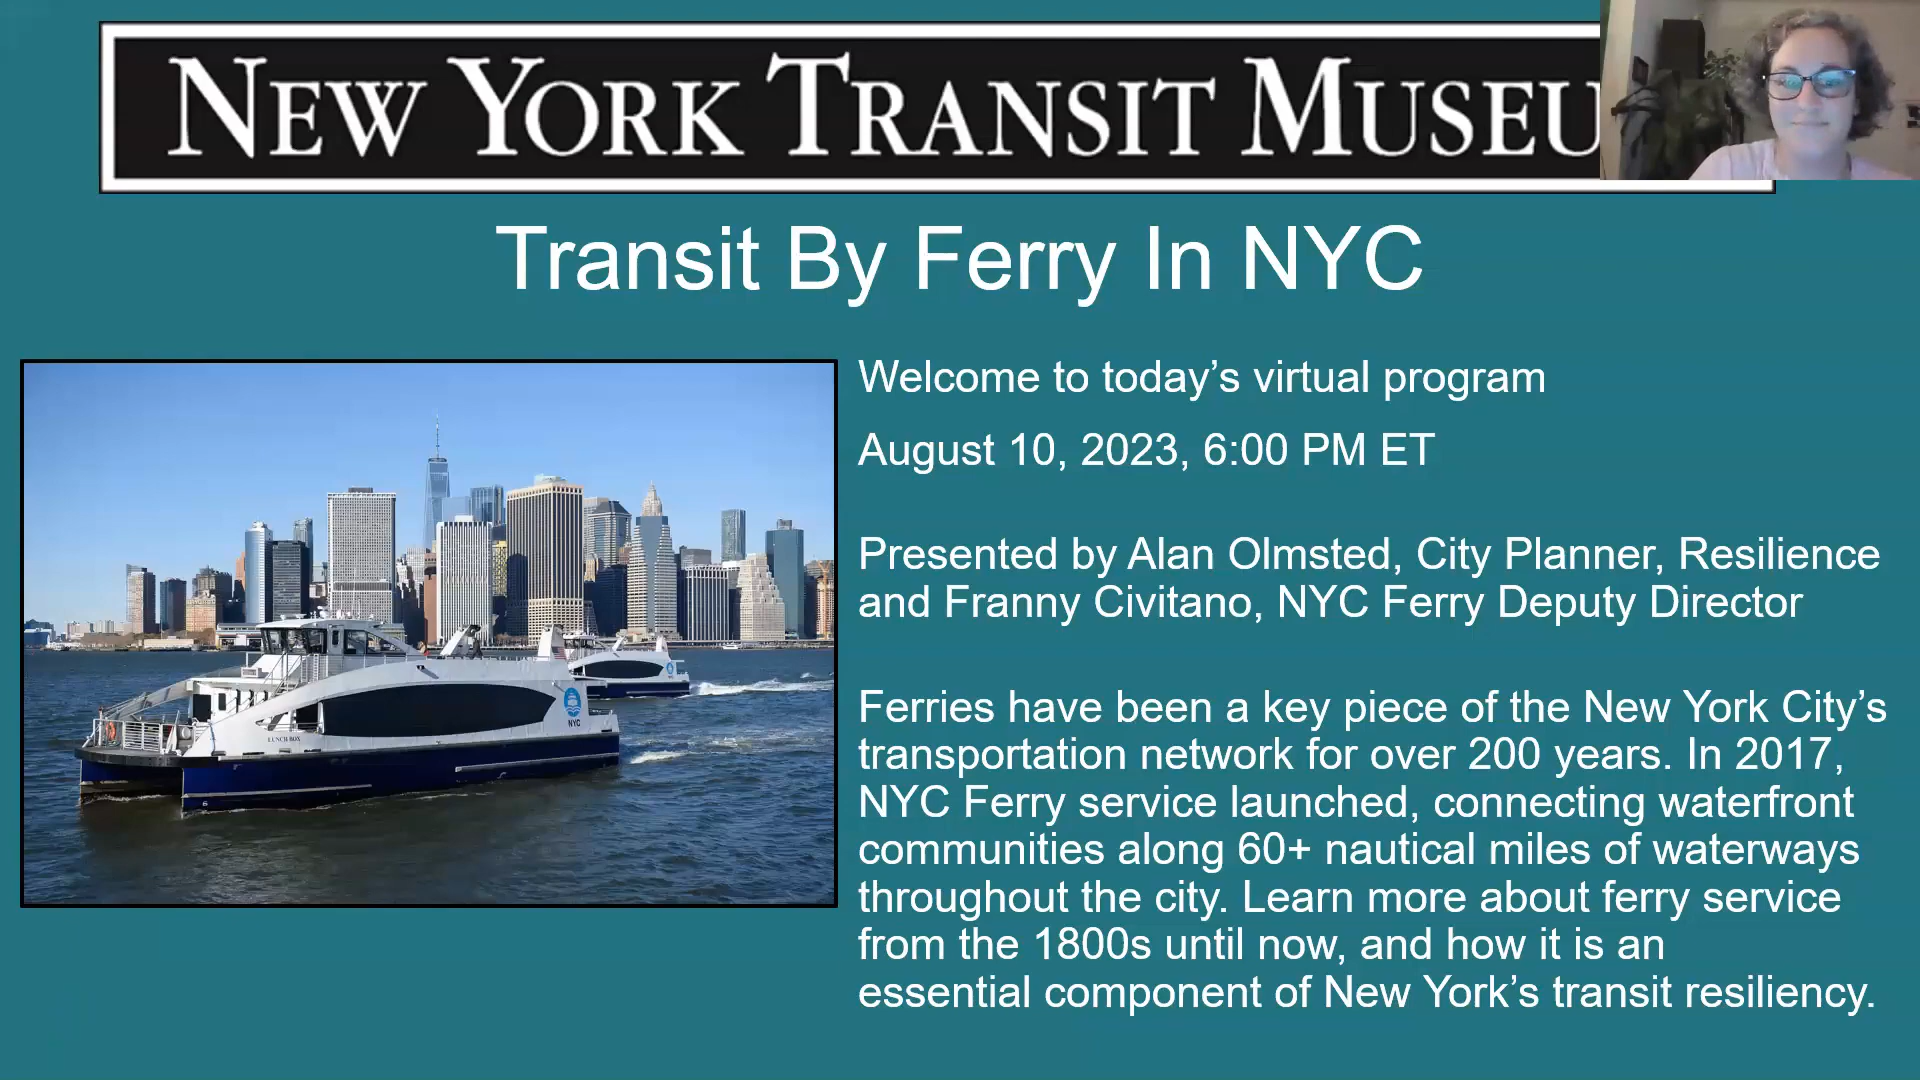 NEW YORK TRANSIT MUSEU
Transit By Ferry In NYC
Welcome to today’s virtual program
August 10, 2023, 6:00 PM ET
Presented by Alan Olmsted, City Planner, Resilience
and Franny Civitano, NYC Ferry Deputy Director
Ferries have been a key piece of the New York City’s
transportation network for over 200 years. In 2017,
NYC Ferry service launched, connecting waterfront
communities along 60+ nautical miles of waterways
throughout the city. Learn more about ferry service
from the 1800s until now, and how it is an
essential component of New York’s transit resiliency.
NYC
LUNCH BOX